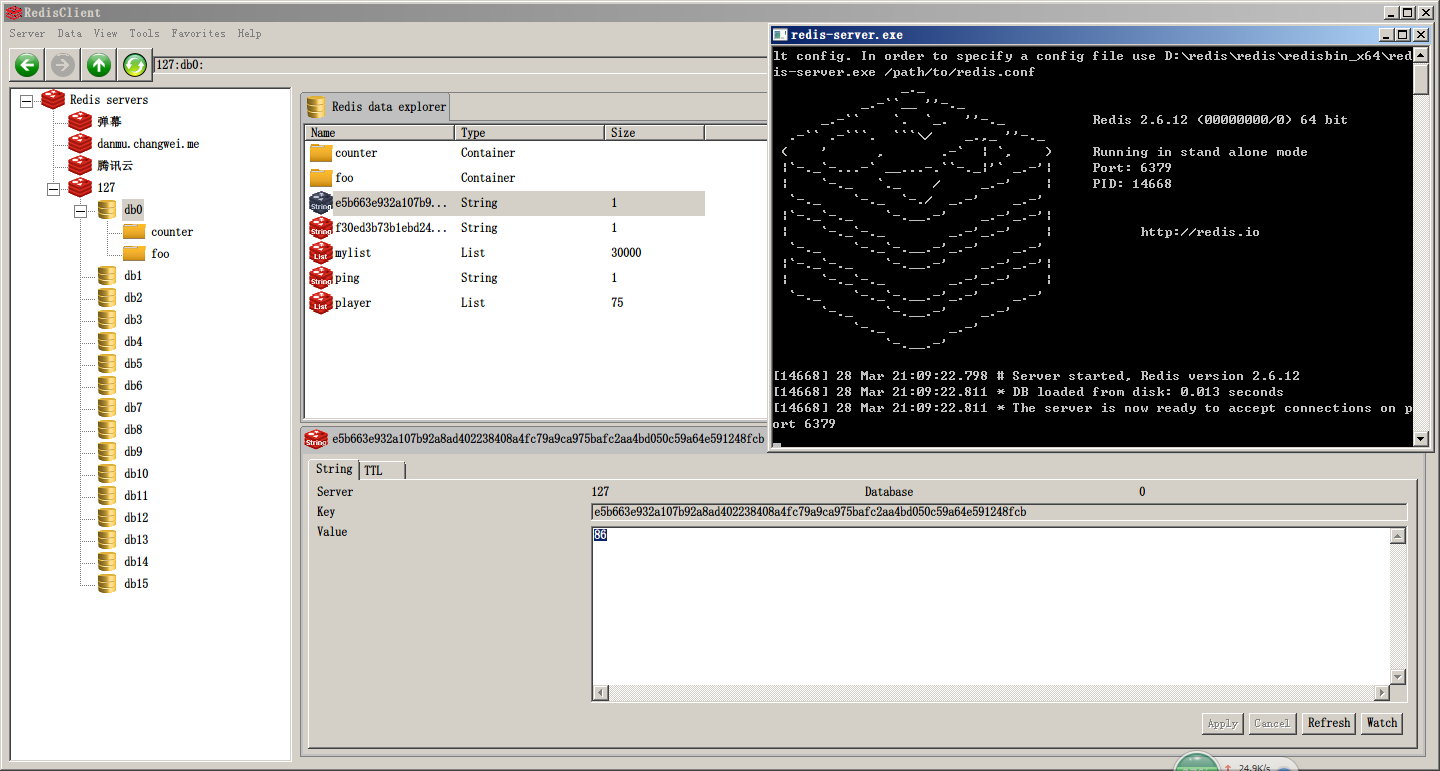 RedisClient
Server Data View Tools Favorites Help
127:db0:
Redis servers
弹幕
danmu.changwei.me
腾讯云
127
db0
counter
foo
db1
db2
db3
db4
db5
db6
db7
db8
db9
db10
db11
db12
db13
db14
db15
Redis data explorer
Name Type Size
counter Container
foo Container
e5b663e932a107b9... String 1
f30ed3b73b1ebd24... String 1
mylist List 30000
ping String 1
player List 75
redis-server.exe
lt config. In order to specify a config file use D:\redis\redis\redisbin_x64\red
is-server.exe /path/to/redis.conf
Redis 2.6.12 (00000000/0) 64 bit
Running in stand alone mode
Port: 6379
PID: 14668
http://redis.io
[14668] 28 Mar 21:09:22.798 # Server started, Redis version 2.6.12
[14668] 28 Mar 21:09:22.811 * DB loaded from disk: 0.013 seconds
[14668] 28 Mar 21:09:22.811 * The server is now ready to accept connections on p
ort 6379
e5b663e932a107b92a8ad402238408a4fc79a9ca975bafc2aa4bd050c59a64e591248fcb
String TTL
Server 127 Database 0
Key e5b663e932a107b92a8ad402238408a4fc79a9ca975bafc2aa4bd050c59a64e591248fcb
Value 86
Apply Cancel Refresh Watch
24.9K/s